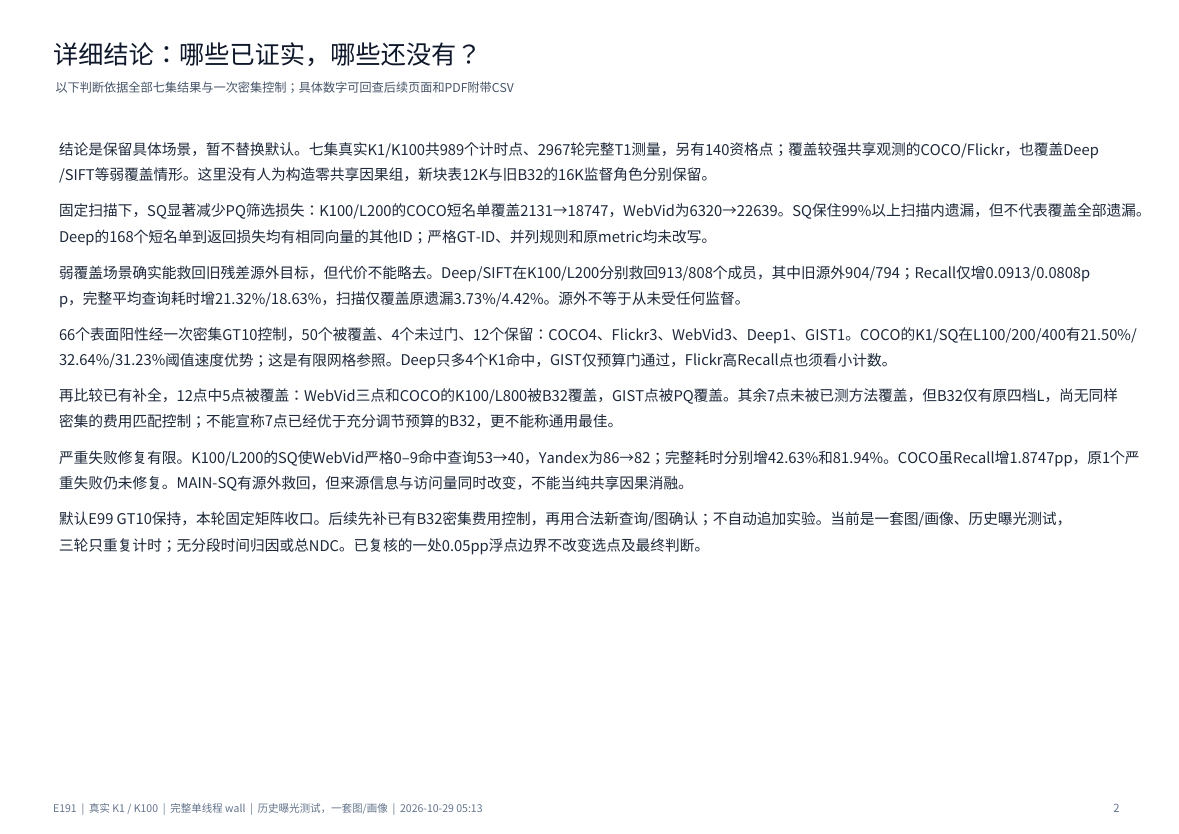 详细结论：哪些已证实，哪些还没有？
以下判断依据全部七集结果与一次密集控制；具体数字可回查后续页面和PDF附带CSV
结论是保留具体场景，暂不替换默认。七集真实K1/K100共989个计时点、2967轮完整T1测量，另有140资格点；覆盖较强共享观测的COCO/Flickr，也覆盖Deep
/SIFT等弱覆盖情形。这里没有人为构造零共享因果组，新块表12K与旧B32的16K监督角色分别保留。
固定扫描下，SQ显著减少PQ筛选损失：K100/L200的COCO短名单覆盖2131→18747，WebVid为6320→22639。SQ保住99%以上扫描内遗漏，但不代表覆盖全部遗漏。
Deep的168个短名单到返回损失均有相同向量的其他ID；严格GT-ID、并列规则和原metric均未改写。
弱覆盖场景确实能救回旧残差源外目标，但代价不能略去。Deep/SIFT在K100/L200分别救回913/808个成员，其中旧源外904/794；Recall仅增0.0913/0.0808p
p，完整平均查询耗时增21.32%/18.63%，扫描仅覆盖原遗漏3.73%/4.42%。源外不等于从未受任何监督。
66个表面阳性经一次密集GT10控制，50个被覆盖、4个未过门、12个保留：COCO4、Flickr3、WebVid3、Deep1、GIST1。COCO的K1/SQ在L100/200/400有21.50%/
32.64%/31.23%阈值速度优势；这是有限网格参照。Deep只多4个K1命中，GIST仅预算门通过，Flickr高Recall点也须看小计数。
再比较已有补全，12点中5点被覆盖：WebVid三点和COCO的K100/L800被B32覆盖，GIST点被PQ覆盖。其余7点未被已测方法覆盖，但B32仅有原四档L，尚无同样
密集的费用匹配控制；不能宣称7点已经优于充分调节预算的B32，更不能称通用最佳。
严重失败修复有限。K100/L200的SQ使WebVid严格0–9命中查询53→40，Yandex为86→82；完整耗时分别增42.63%和81.94%。COCO虽Recall增1.8747pp，原1个严
重失败仍未修复。MAIN-SQ有源外救回，但来源信息与访问量同时改变，不能当纯共享因果消融。
默认E99 GT10保持，本轮固定矩阵收口。后续先补已有B32密集费用控制，再用合法新查询/图确认；不自动追加实验。当前是一套图/画像、历史曝光测试，
三轮只重复计时；无分段时间归因或总NDC。已复核的一处0.05pp浮点边界不改变选点及最终判断。
E191 | 真实 K1 / K100 | 完整单线程 wall | 历史曝光测试，一套图/画像 | 2026-10-29 05:13
2